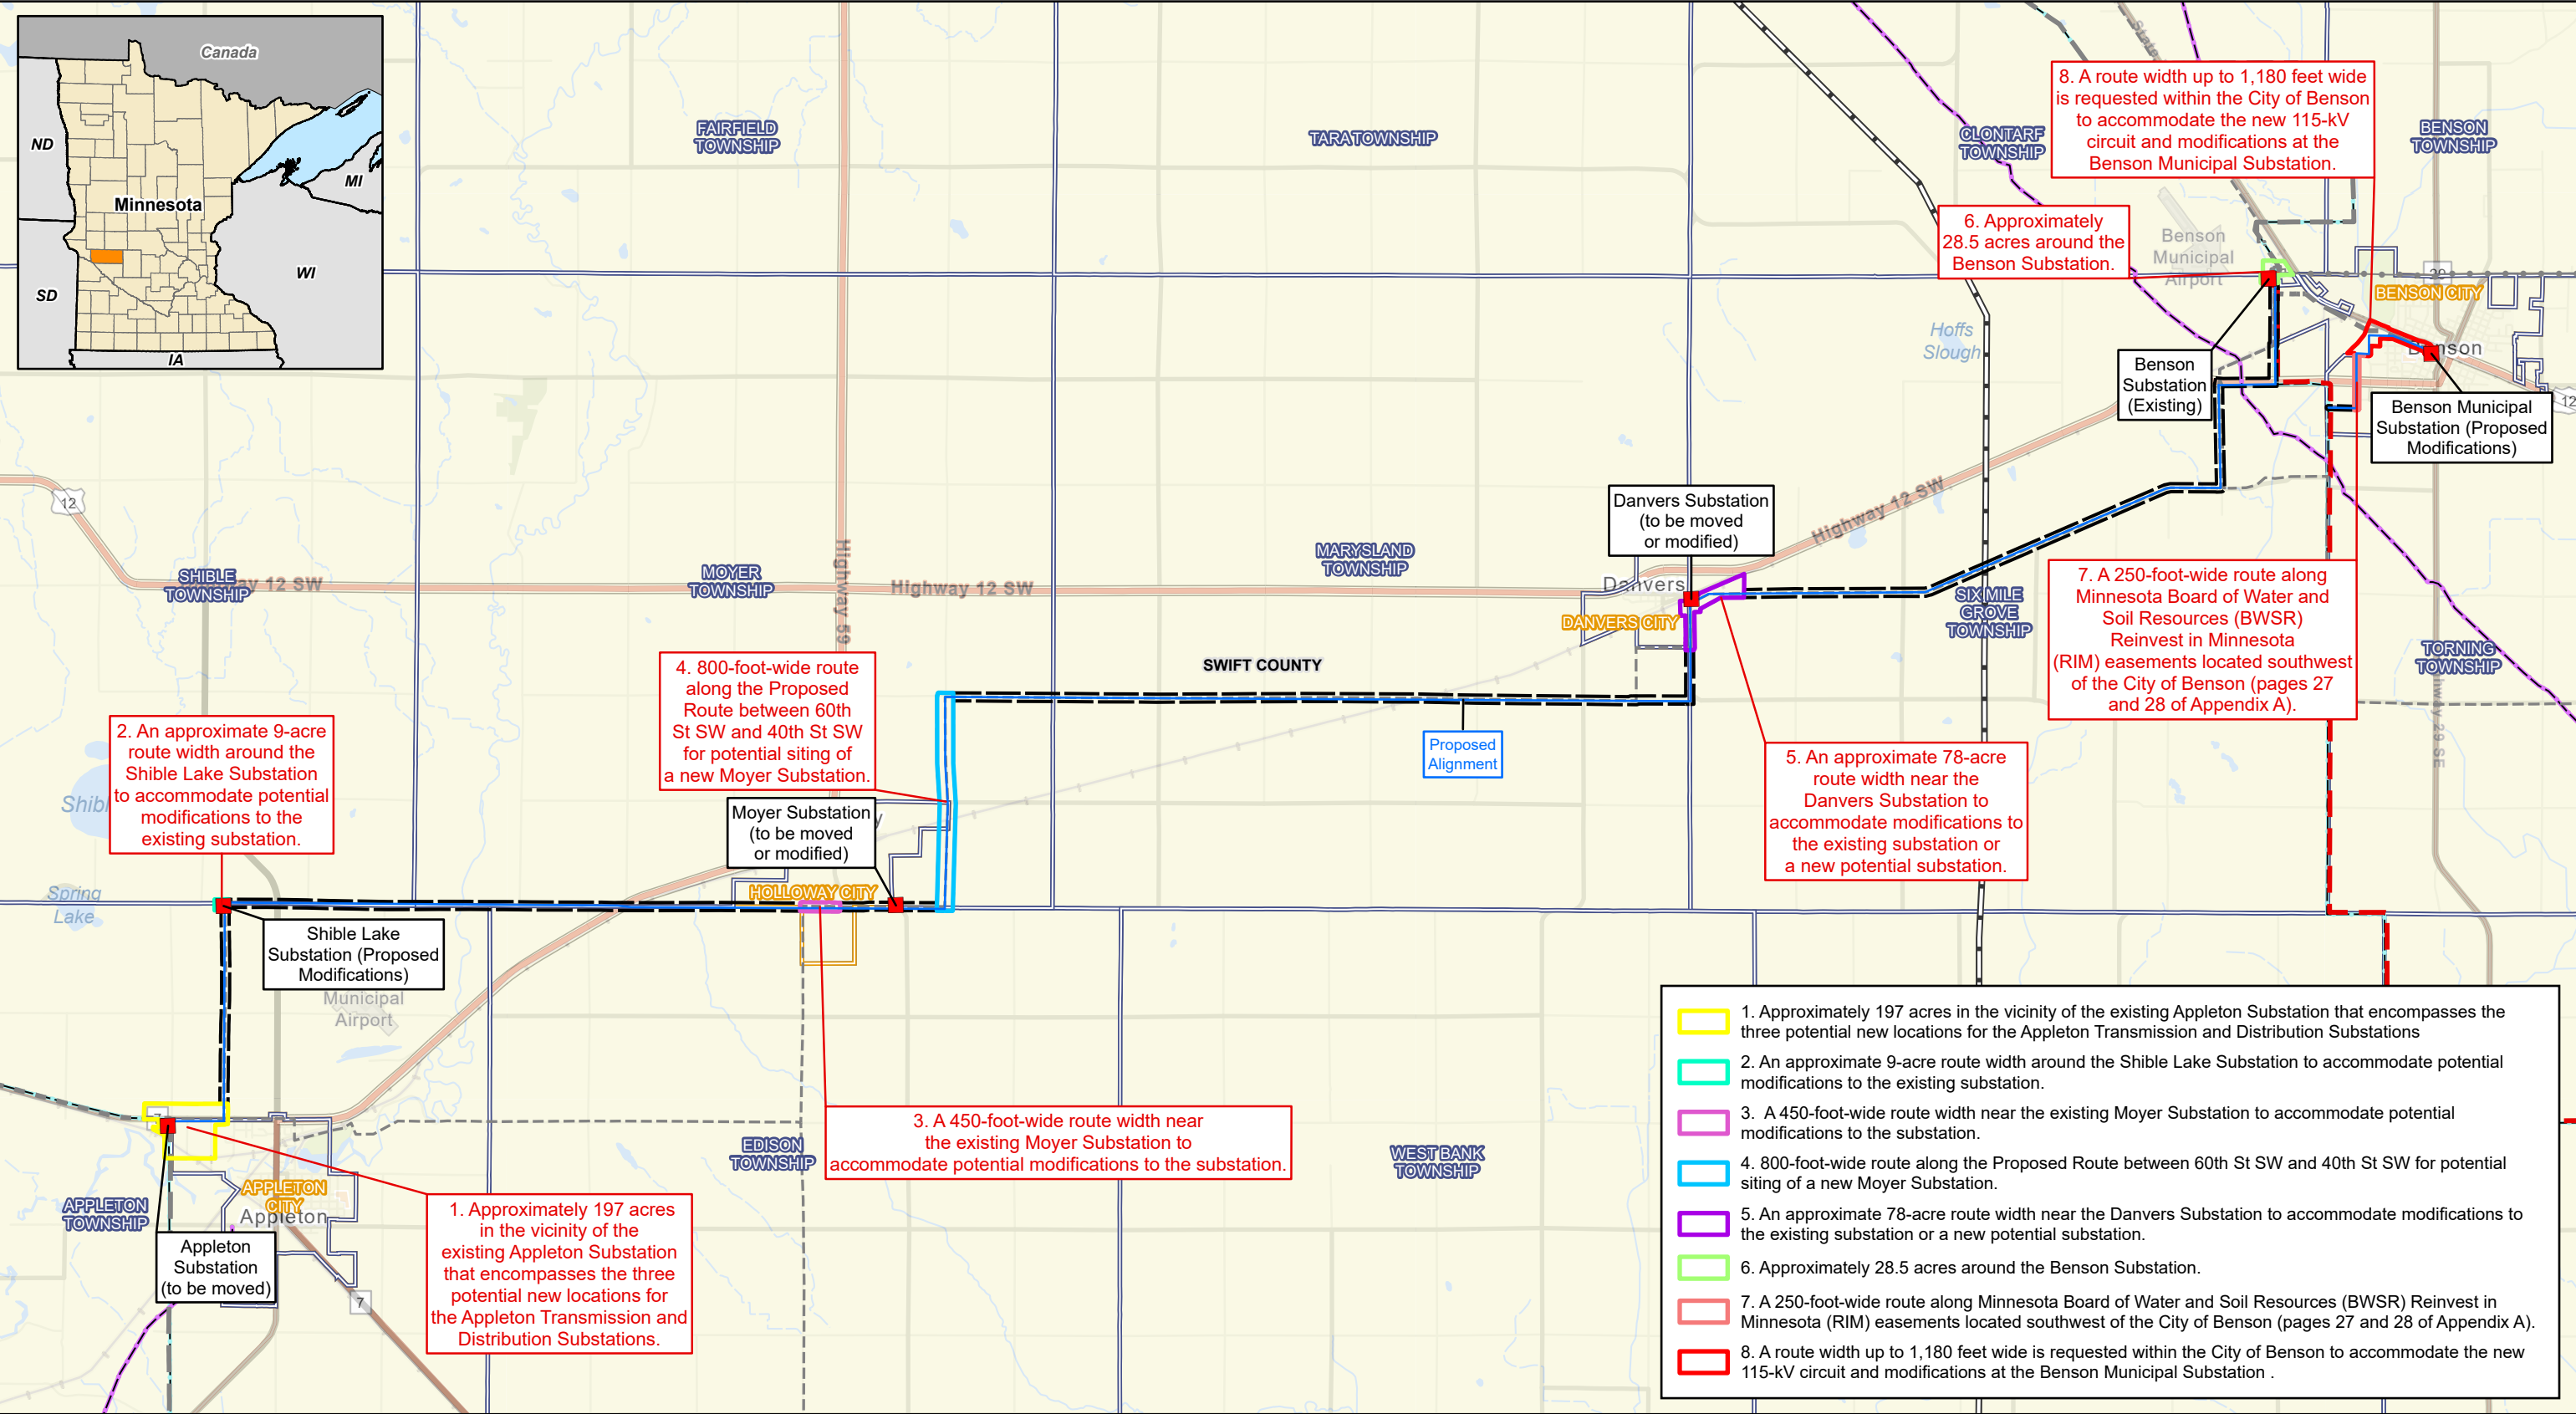 Canada
ND
Minnesota
MI
WI
SD
IA
FAIRFIELD
TOWNSHIP
TARA TOWNSHIP
CLONTARF
TOWNSHIP
BENSON
TOWNSHIP
State
8. A route width up to 1,180 feet wide
is requested within the City of Benson
to accommodate the new 115-kV
circuit and modifications at the
Benson Municipal Substation.
6. Approximately
28.5 acres around the
Benson Substation.
Benson
Municipal
Airport
BENSON CITY
Benson
Hoffs
Slough
Benson
Substation
(Existing)
Benson Municipal
Substation (Proposed
Modifications)
12
12
Danvers Substation
(to be moved
or modified)
Highway 12 SW
Highway 59
Highway 12 SW
SHIBLE
TOWNSHIP
MOYER
TOWNSHIP
MARYSLAND
TOWNSHIP
Danvers
DANVERS CITY
SIX MILE
GROVE
TOWNSHIP
7. A 250-foot-wide route along
Minnesota Board of Water and
Soil Resources (BWSR)
Reinvest in Minnesota
(RIM) easements located southwest
of the City of Benson (pages 27
and 28 of Appendix A).
TORNING
TOWNSHIP
SWIFT COUNTY
4. 800-foot-wide route
along the Proposed
Route between 60th
St SW and 40th St SW
for potential siting of
a new Moyer Substation.
2. An approximate 9-acre
route width around the
Shible Lake Substation
to accommodate potential
modifications to the
existing substation.
Proposed
Alignment
5. An approximate 78-acre
route width near the
Danvers Substation to
accommodate modifications to
the existing substation or
a new potential substation.
Moyer Substation
(to be moved
or modified)
HOLLOWAY CITY
Spring
Lake
Shible Lake
Substation (Proposed
Modifications)
Municipal
Airport
3. A 450-foot-wide route width near
the existing Moyer Substation to
accommodate potential modifications to the substation.
EDISON
TOWNSHIP
WEST BANK
TOWNSHIP
APPLETON
TOWNSHIP
APPLETON
CITY
Appleton
Appleton
Substation
(to be moved)
7
1. Approximately 197 acres
in the vicinity of the
existing Appleton Substation
that encompasses the three
potential new locations for
the Appleton Transmission and
Distribution Substations.
1. Approximately 197 acres in the vicinity of the existing Appleton Substation that encompasses the
three potential new locations for the Appleton Transmission and Distribution Substations
2. An approximate 9-acre route width around the Shible Lake Substation to accommodate potential
modifications to the existing substation.
3. A 450-foot-wide route width near the existing Moyer Substation to accommodate potential
modifications to the substation.
4. 800-foot-wide route along the Proposed Route between 60th St SW and 40th St SW for potential
siting of a new Moyer Substation.
5. An approximate 78-acre route width near the Danvers Substation to accommodate modifications to
the existing substation or a new potential substation.
6. Approximately 28.5 acres around the Benson Substation.
7. A 250-foot-wide route along Minnesota Board of Water and Soil Resources (BWSR) Reinvest in
Minnesota (RIM) easements located southwest of the City of Benson (pages 27 and 28 of Appendix A).
8. A route width up to 1,180 feet wide is requested within the City of Benson to accommodate the new
115-kV circuit and modifications at the Benson Municipal Substation .